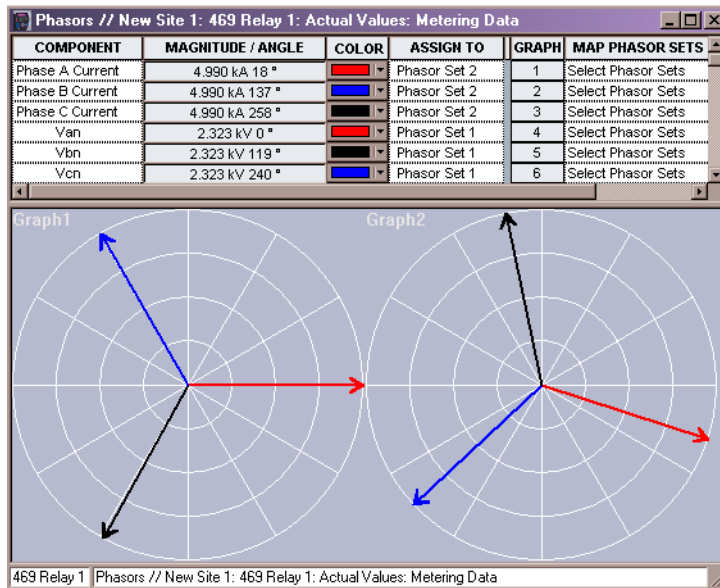 Phasors // New Site 1: 469 Relay 1: Actual Values: Metering Data
COMPONENT MAGNITUDE / ANGLE COLOR ASSIGN TO GRAPH MAP PHASOR SETS
Phase A Current 4.990 kA 18 ° Phasor Set 2 1 Select Phasor Sets
Phase B Current 4.990 kA 137 ° Phasor Set 2 2 Select Phasor Sets
Phase C Current 4.990 kA 258 ° Phasor Set 2 3 Select Phasor Sets
Van 2.323 kV 0 ° Phasor Set 1 4 Select Phasor Sets
Vbn 2.323 kV 119 ° Phasor Set 1 5 Select Phasor Sets
Vcn 2.323 kV 240 ° Phasor Set 1 6 Select Phasor Sets
Graph1 Graph2
469 Relay 1 Phasors // New Site 1: 469 Relay 1: Actual Values: Metering Data